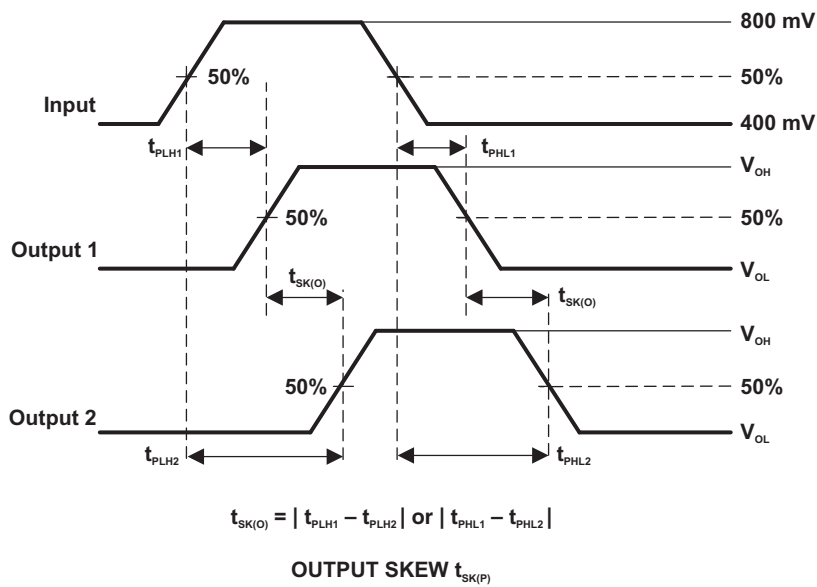 800 mV
50%
50%
Input
400 mV
tPLH1
tPHL1
VOH
50%
50%
Output 1
tSK(O)
VOL
tSK(O)
VOH
50%
50%
Output 2
VOL
tPLH2
tPHL2
tSK(O) = | tPLH1 – tPLH2 | or | tPHL1 – tPHL2 |
OUTPUT SKEW tSK(P)